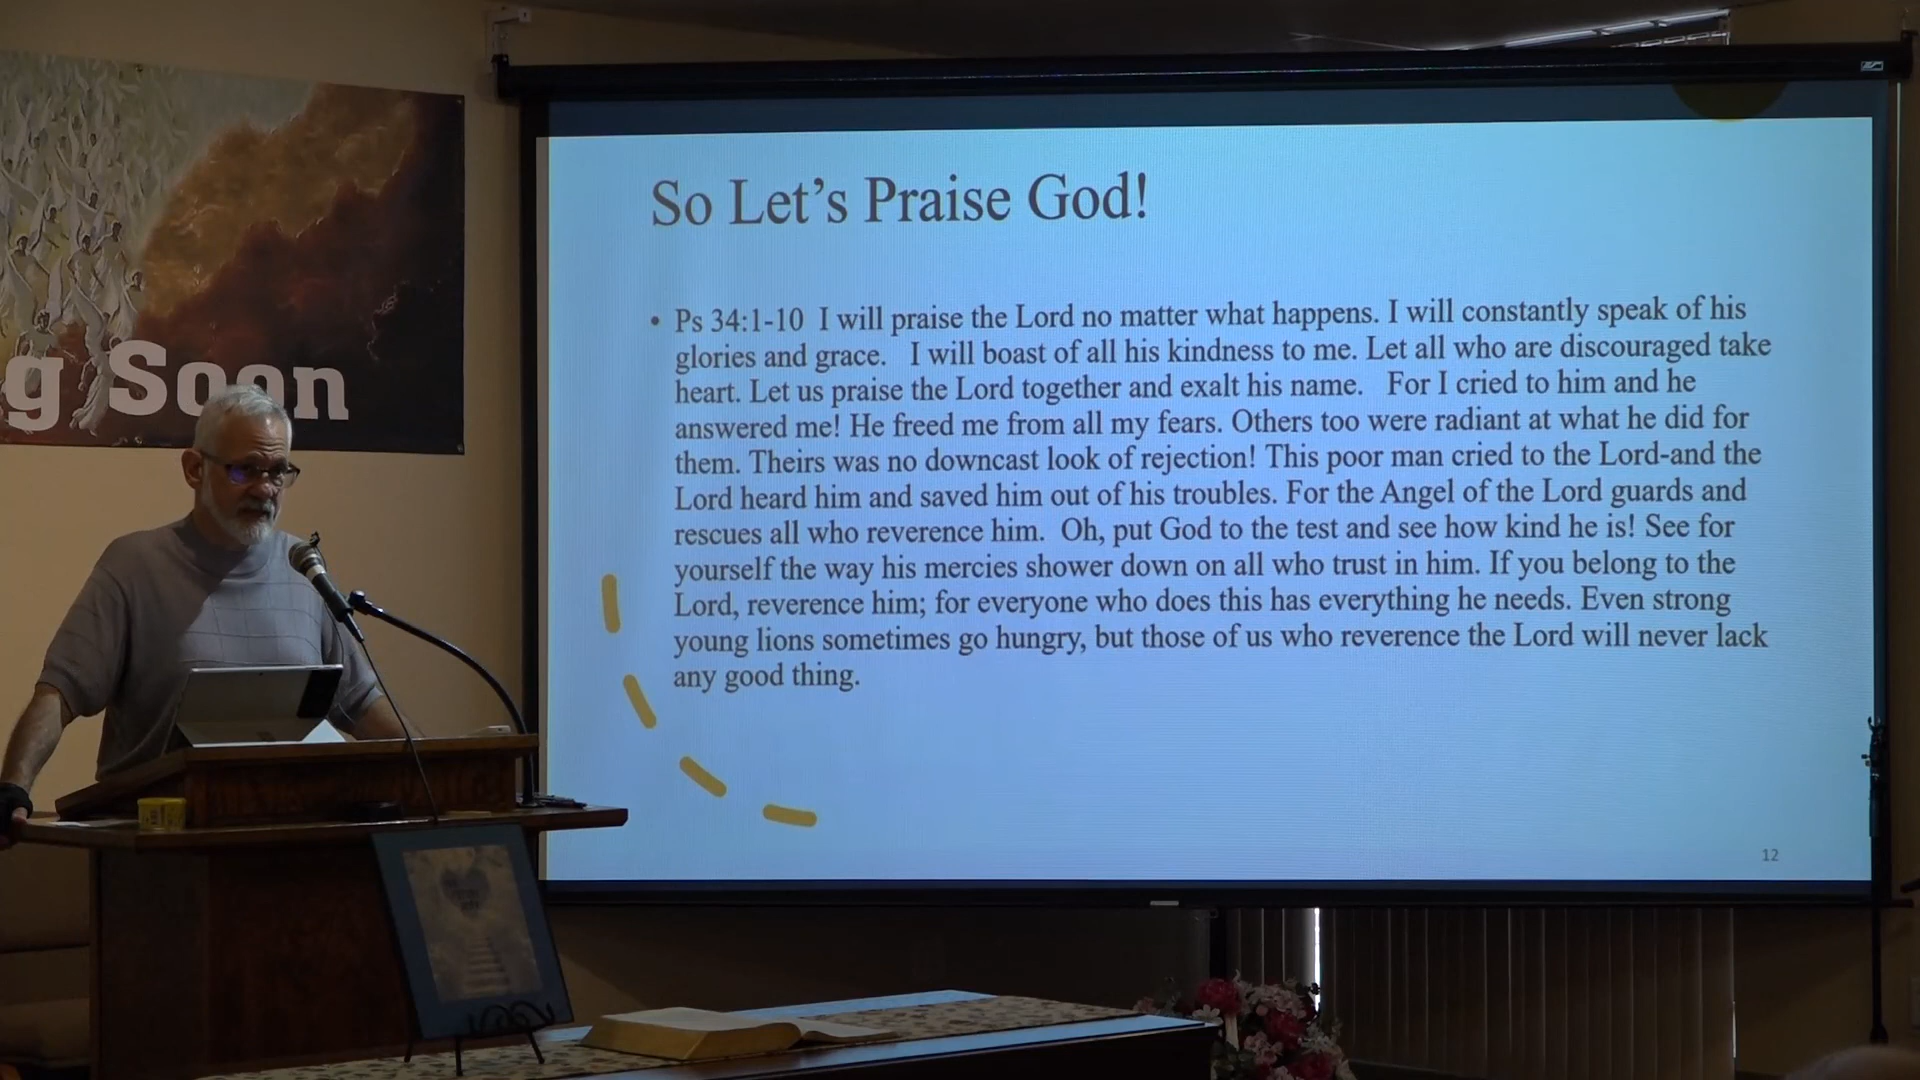 g Soon
So Let's Praise God!
• Ps 34:1-10  I will praise the Lord no matter what happens. I will constantly speak of his
glories and grace.   I will boast of all his kindness to me. Let all who are discouraged take
heart. Let us praise the Lord together and exalt his name.   For I cried to him and he
answered me! He freed me from all my fears. Others too were radiant at what he did for
them. Theirs was no downcast look of rejection! This poor man cried to the Lord-and the
Lord heard him and saved him out of his troubles. For the Angel of the Lord guards and
rescues all who reverence him.  Oh, put God to the test and see how kind he is! See for
yourself the way his mercies shower down on all who trust in him. If you belong to the
Lord, reverence him; for everyone who does this has everything he needs. Even strong
young lions sometimes go hungry, but those of us who reverence the Lord will never lack
any good thing.
12